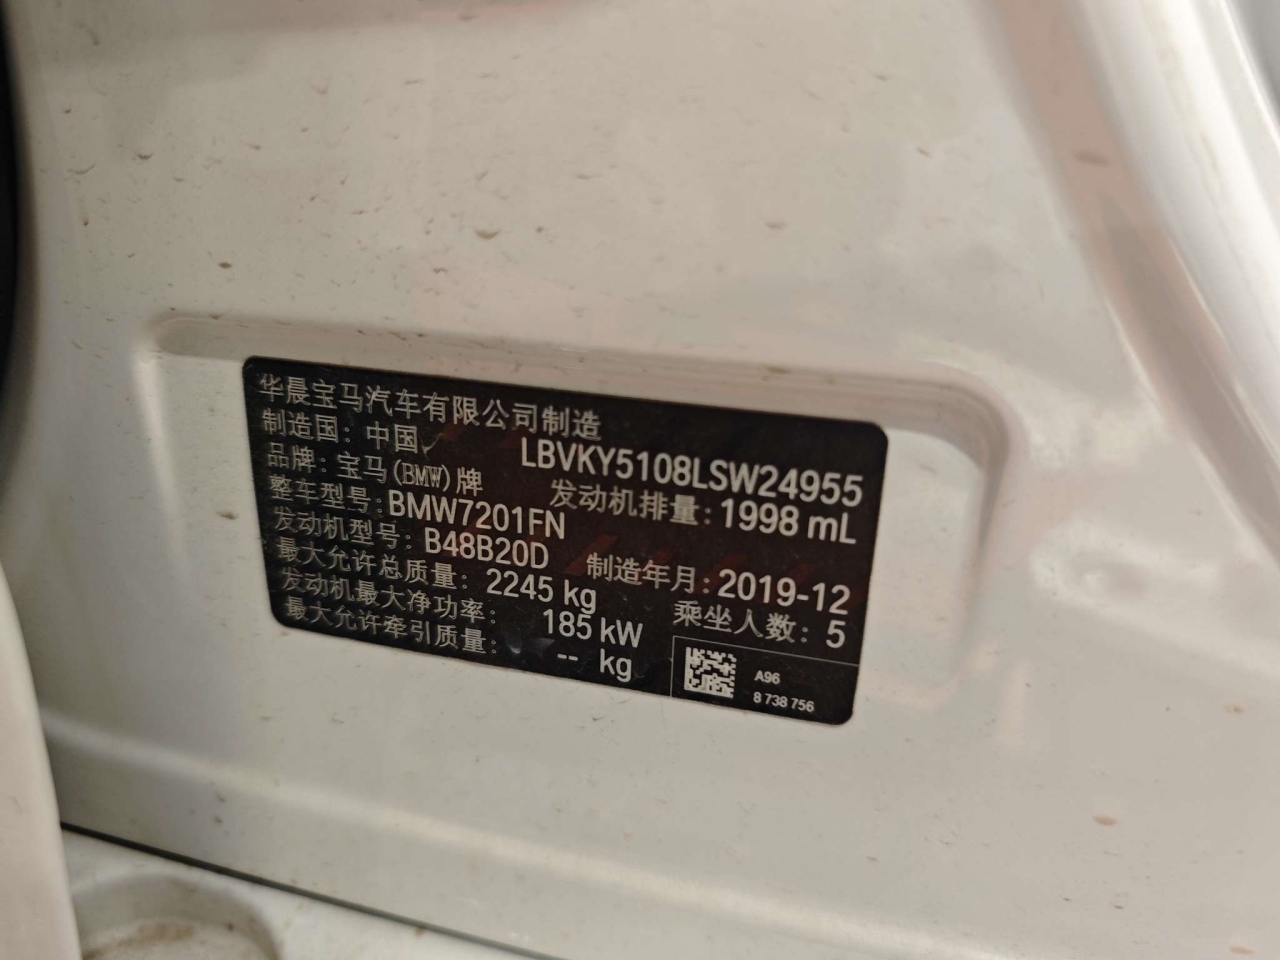 华晨宝马汽车有限公司制造
制造国：中国
LBVKY5108LSW24955
品牌：宝马(BMW)牌
发动机排量：1998 mL
整车型号：BMW7201FN
发动机型号：B48B20D
制造年月：2019-12
最大允许总质量：2245 kg
乘坐人数：5
发动机最大净功率：185 kW
最大允许牵引质量：-- kg
A96
8 738 756